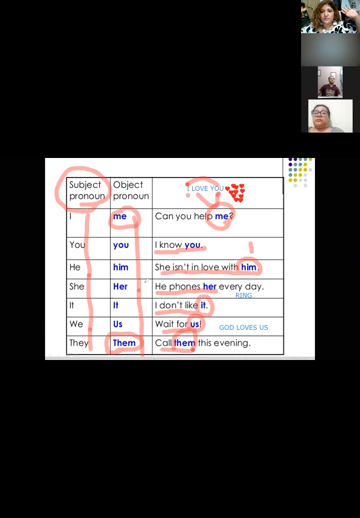 Subject pronoun
Object pronoun
I LOVE YOU
I
me
Can you help me?
You
you
I know you.
He
him
She isn't in love with him.
She
Her
He phones her every day.
RING
It
It
I don't like it.
We
Us
Wait for us!
GOD LOVES US
They
Them
Call them this evening.